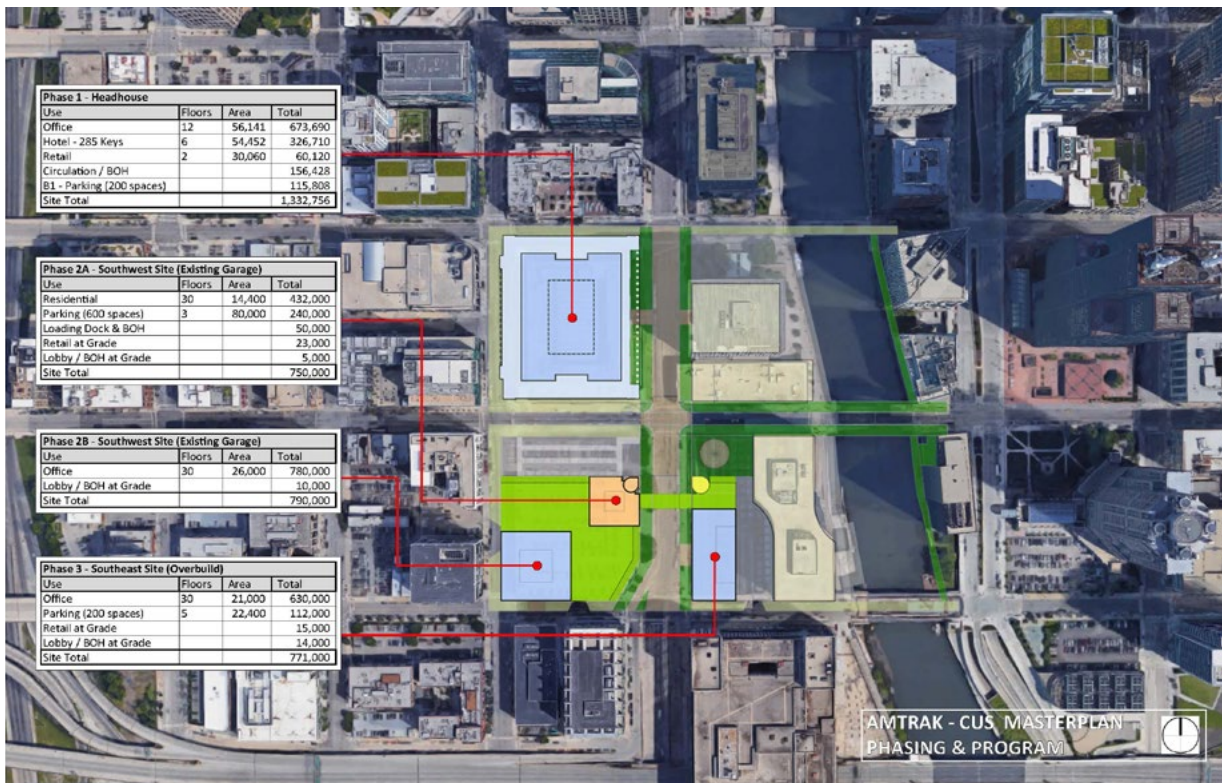 Phase 1 - Headhouse
Use Floors Area Total
Office 12 56,141 673,690
Hotel - 285 Keys 6 54,452 326,710
Retail 2 30,060 60,120
Circulation / BOH 156,428
B1 - Parking (200 spaces) 115,808
Site Total 1,332,756
Phase 2A - Southwest Site (Existing Garage)
Use Floors Area Total
Residential 30 14,400 432,000
Parking (600 spaces) 3 80,000 240,000
Loading Dock & BOH 50,000
Retail at Grade 23,000
Lobby / BOH at Grade 5,000
Site Total 750,000
Phase 2B - Southwest Site (Existing Garage)
Use Floors Area Total
Office 30 26,000 780,000
Lobby / BOH at Grade 10,000
Site Total 790,000
Phase 3 - Southeast Site (Overbuild)
Use Floors Area Total
Office 30 21,000 630,000
Parking (200 spaces) 5 22,400 112,000
Retail at Grade 15,000
Lobby / BOH at Grade 14,000
Site Total 771,000
AMTRAK - CUS MASTERPLAN
PHASING & PROGRAM